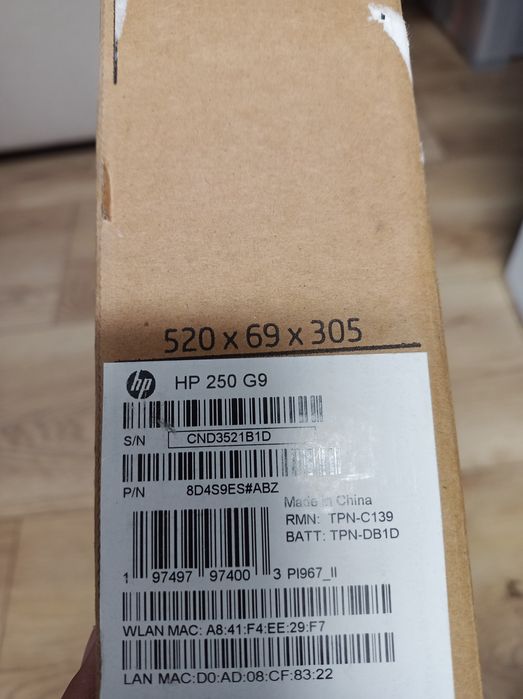 520 x 69 x 305
hp HP 250 G9
S/N CND3521B1D
P/N 8D4S9ES#ABZ
Made in China
RMN: TPN-C139
BATT: TPN-DB1D
1 97497 97400 3 PI967_II
WLAN MAC: A8:41:F4:EE:29:F7
LAN MAC:D0:AD:08:CF:83:22